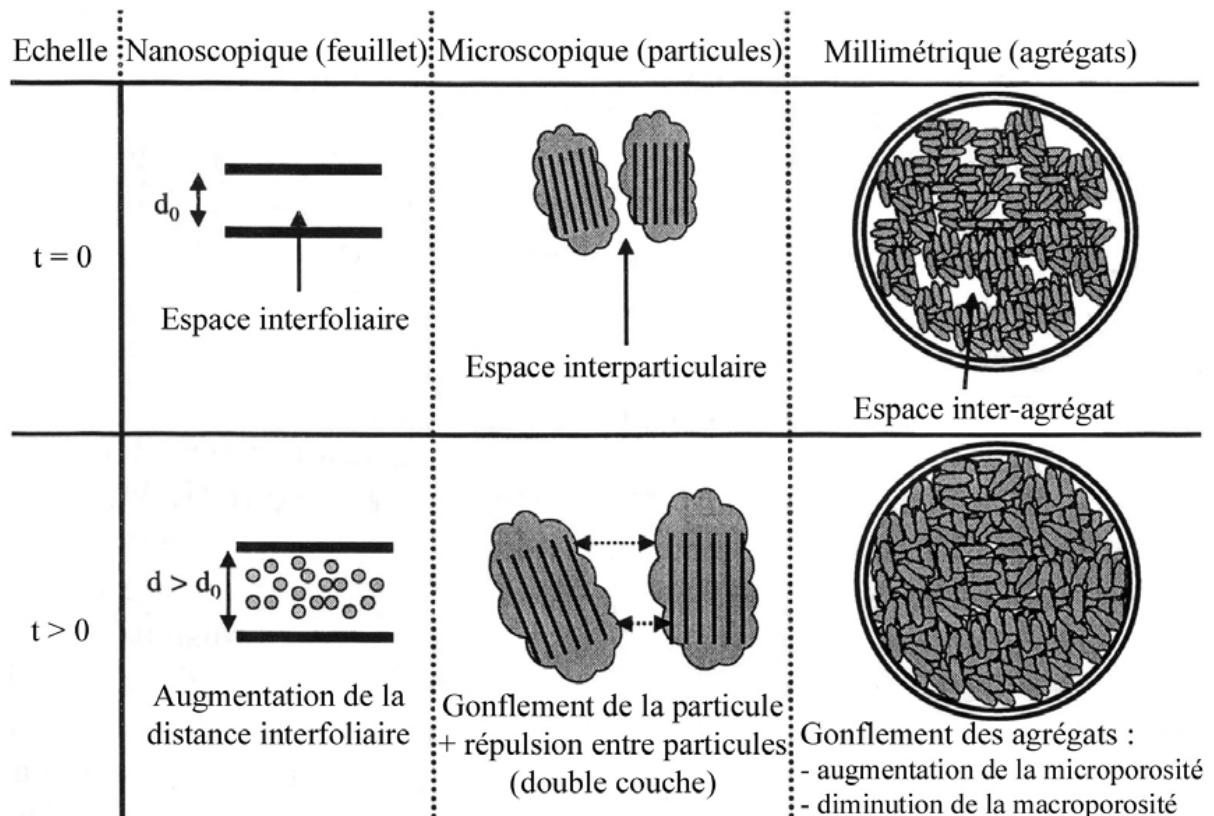 Echelle
Nanoscopique (feuillet)
Microscopique (particules)
Millimétrique (agrégats)
t = 0
d₀
Espace interfoliaire
Espace interparticulaire
Espace inter-agrégat
t > 0
d > d₀
Augmentation de la
distance interfoliaire
Gonflement de la particule
+ répulsion entre particules
(double couche)
Gonflement des agrégats :
- augmentation de la microporosité
- diminution de la macroporosité